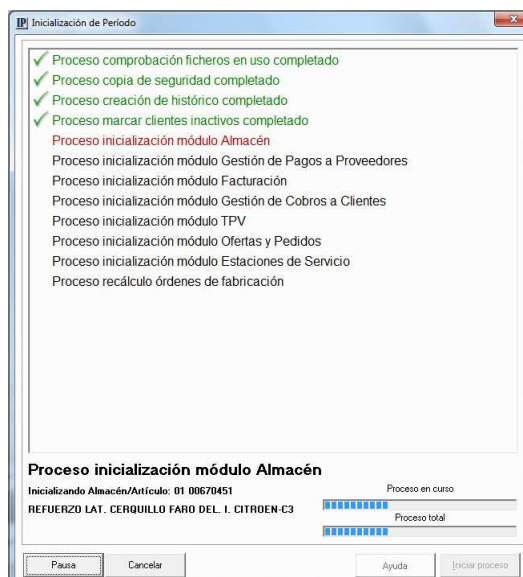 Inicialización de Período
Proceso comprobación ficheros en uso completado
Proceso copia de seguridad completado
Proceso creación de histórico completado
Proceso marcar clientes inactivos completado
Proceso inicialización módulo Almacén
Proceso inicialización módulo Gestión de Pagos a Proveedores
Proceso inicialización módulo Facturación
Proceso inicialización módulo Gestión de Cobros a Clientes
Proceso inicialización módulo TPV
Proceso inicialización módulo Ofertas y Pedidos
Proceso inicialización módulo Estaciones de Servicio
Proceso recálculo órdenes de fabricación
Proceso inicialización módulo Almacén
Inicializando Almacén/Artículo: 01 00670451
REFUERZO LAT. CERQUILLO FARO DEL. I. CITROEN-C3
Proceso en curso
Proceso total
Pausa
Cancelar
Ayuda
Iniciar proceso